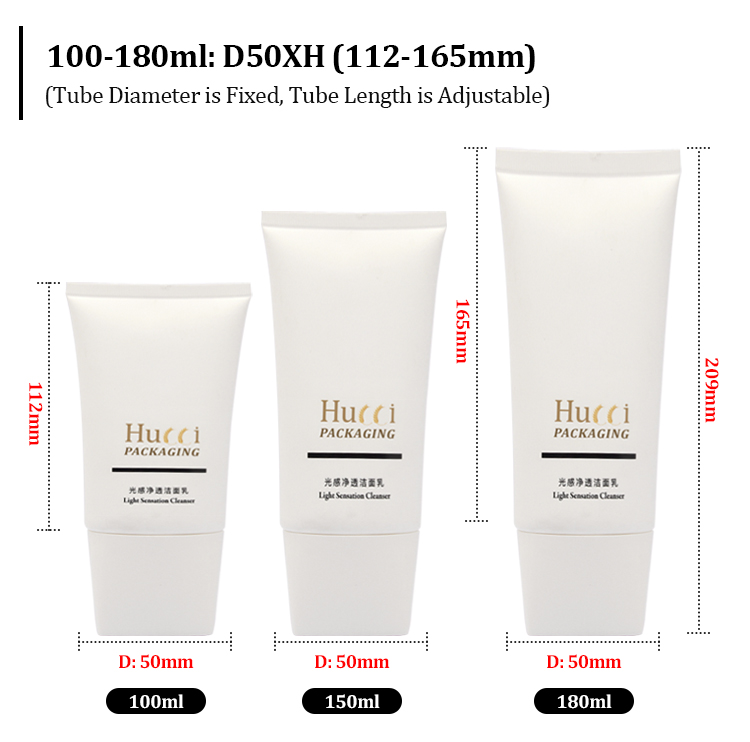 100-180ml: D50XH (112-165mm)
(Tube Diameter is Fixed, Tube Length is Adjustable)
112mm
Hucci
PACKAGING
光感净透洁面乳
Light Sensation Cleanser
D: 50mm
100ml
Hucci
PACKAGING
光感净透洁面乳
Light Sensation Cleanser
D: 50mm
150ml
165mm
Hucci
PACKAGING
光感净透洁面乳
Light Sensation Cleanser
209mm
D: 50mm
180ml